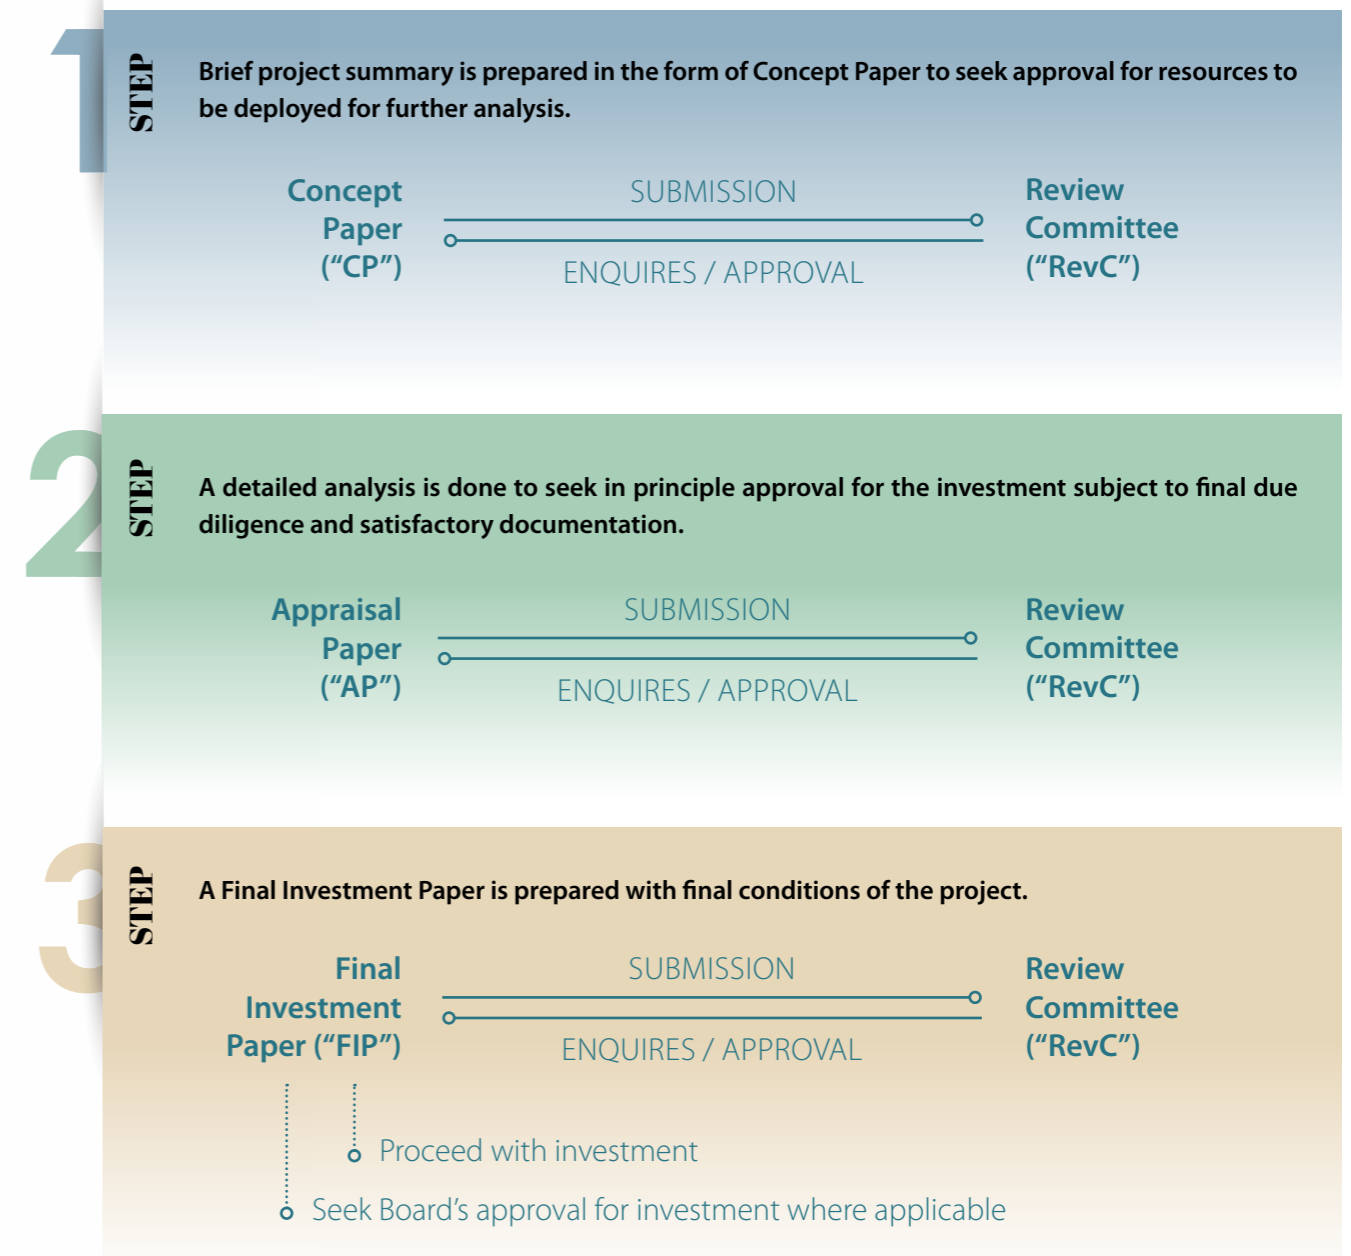 1
STEP
Brief project summary is prepared in the form of Concept Paper to seek approval for resources to
be deployed for further analysis.
Concept
Paper
(“CP”)
SUBMISSION
ENQUIRES / APPROVAL
Review
Committee
(“RevC”)
2
STEP
A detailed analysis is done to seek in principle approval for the investment subject to final due
diligence and satisfactory documentation.
Appraisal
Paper
(“AP”)
SUBMISSION
ENQUIRES / APPROVAL
Review
Committee
(“RevC”)
3
STEP
A Final Investment Paper is prepared with final conditions of the project.
Final
Investment
Paper (“FIP”)
SUBMISSION
ENQUIRES / APPROVAL
Review
Committee
(“RevC”)
Proceed with investment
Seek Board’s approval for investment where applicable